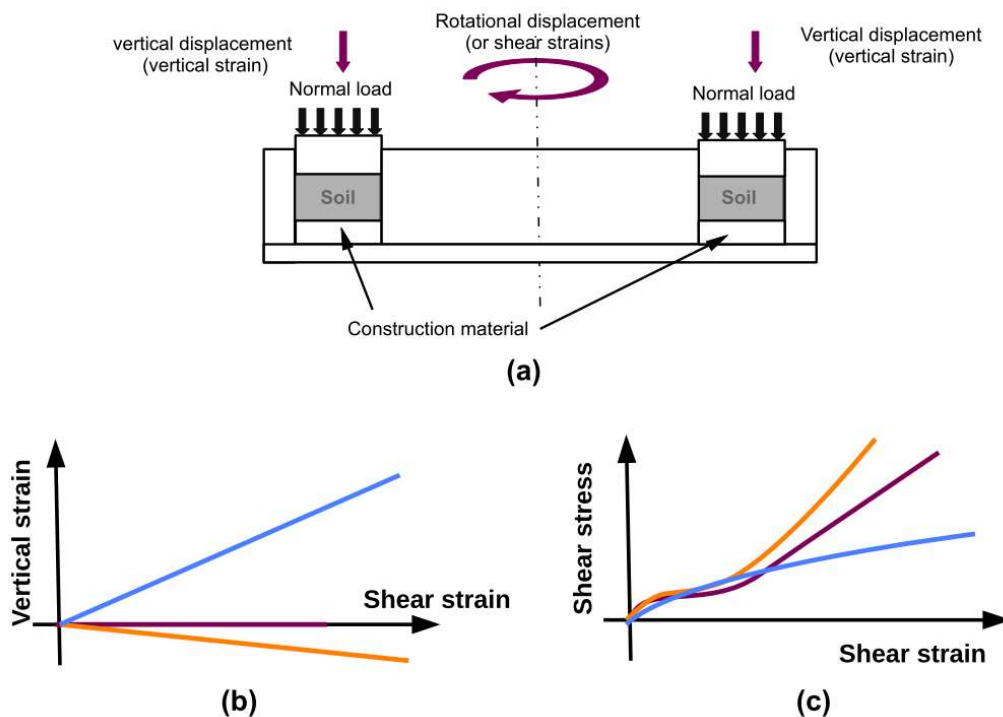 Rotational displacement
(or shear strains)
vertical displacement
(vertical strain)
Vertical displacement
(vertical strain)
Normal load
Normal load
Soil
Soil
Construction material
(a)
Vertical strain
Shear strain
(b)
Shear stress
Shear strain
(c)